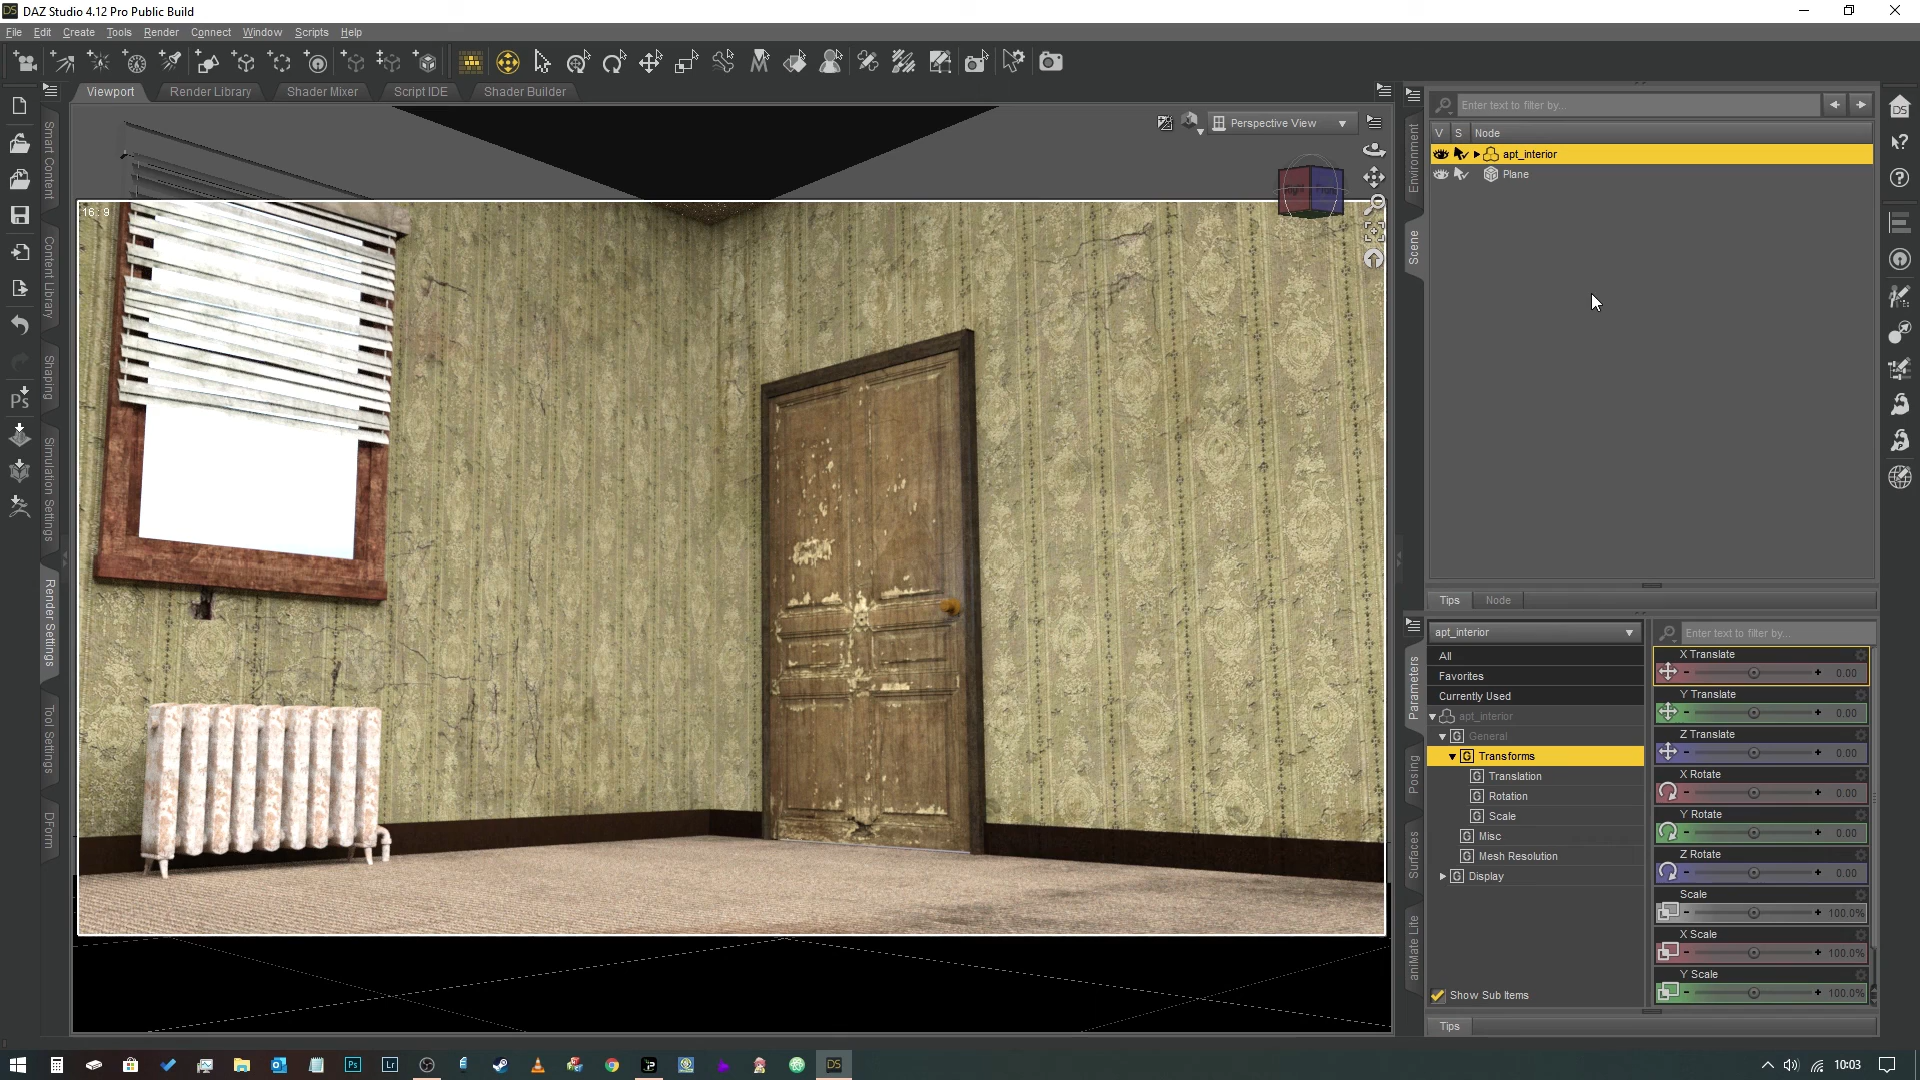 DAZ Studio 4.12 Pro Public Build
File Edit Create Tools Render Connect Window Scripts Help
Viewport Render Library Shader Mixer Script IDE Shader Builder
Smart Content
Content Library
Shaping
Simulation Settings
Render Settings
Tool Settings
DForm
16 : 9
Perspective View
Environment
Scene
Enter text to filter by...
V S Node
apt_interior
Plane
Tips Node
Parameters
Posing
Surfaces
aniMate Lite
apt_interior
All
Favorites
Currently Used
apt_interior
General
Transforms
Translation
Rotation
Scale
Misc
Mesh Resolution
Display
Show Sub Items
Enter text to filter by...
X Translate
0.00
Y Translate
0.00
Z Translate
0.00
X Rotate
0.00
Y Rotate
0.00
Z Rotate
0.00
Scale
100.0%
X Scale
100.0%
Y Scale
100.0%
Tips
10:03